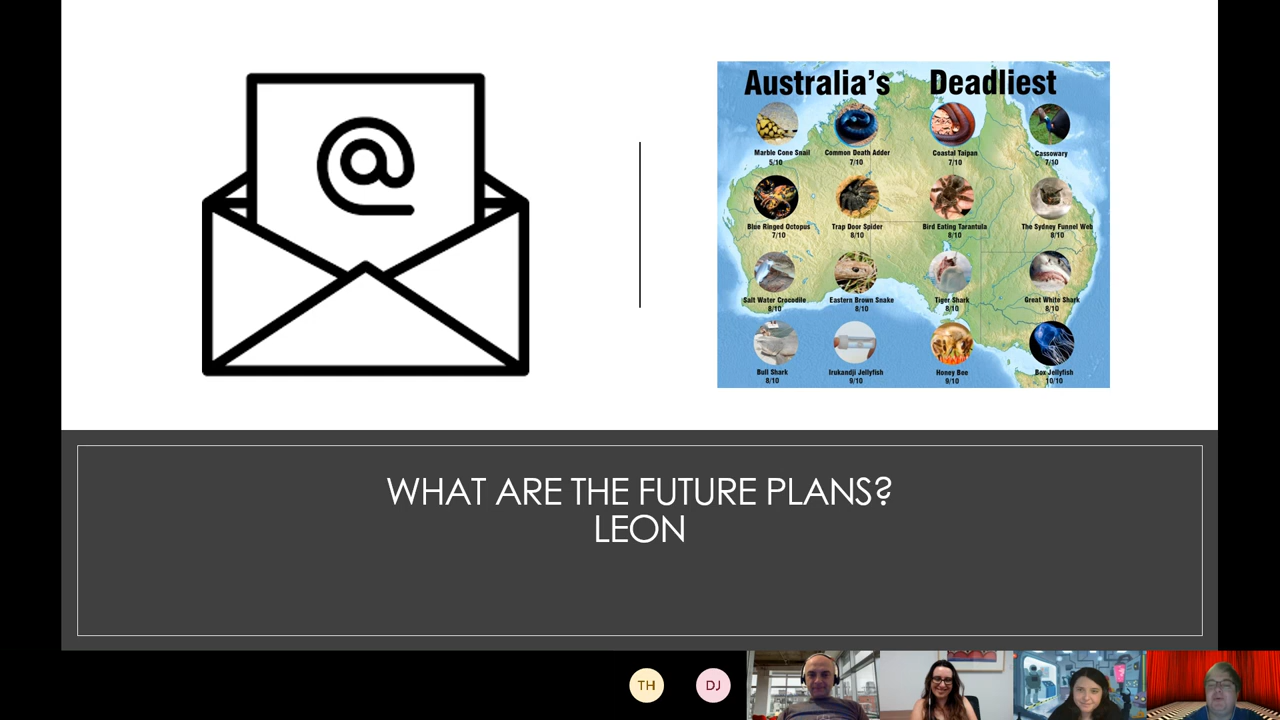 @
Australia's Deadliest
Marble Cone Snail
5/10
Common Death Adder
7/10
Coastal Taipan
7/10
Cassowary
7/10
Blue Ringed Octopus
7/10
Trap Door Spider
8/10
Bird Eating Tarantula
8/10
The Sydney Funnel Web
8/10
Salt Water Crocodile
8/10
Eastern Brown Snake
8/10
Tiger Shark
8/10
Great White Shark
8/10
Bull Shark
8/10
Irukandji Jellyfish
9/10
Honey Bee
9/10
Box Jellyfish
10/10
WHAT ARE THE FUTURE PLANS?
LEON
TH
DJ